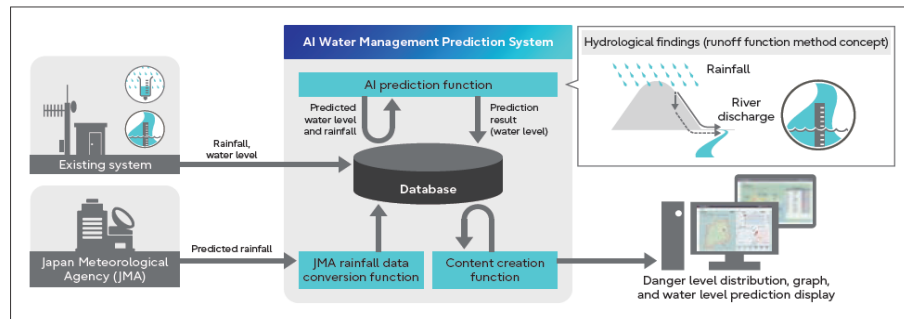 AI Water Management Prediction System
Hydrological findings (runoff function method concept)
AI prediction function
Rainfall
River
discharge
Predicted
water level
and rainfall
Prediction
result
(water level)
Existing system
Rainfall,
water level
Database
Japan Meteorological
Agency (JMA)
Predicted rainfall
JMA rainfall data
conversion function
Content creation
function
Danger level distribution, graph,
and water level prediction display